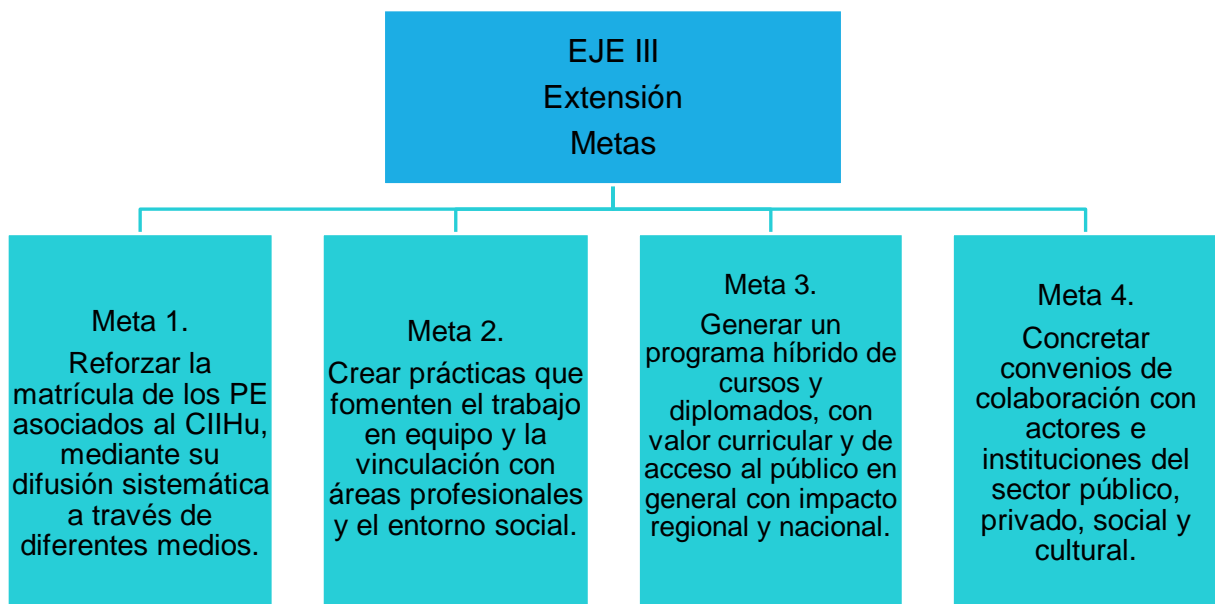 EJE III
Extensión
Metas
Meta 1.
Reforzar la
matrícula de los PE
asociados al CIIHu,
mediante su
difusión sistemática
a través de
diferentes medios.
Meta 2.
Crear prácticas que
fomenten el trabajo
en equipo y la
vinculación con
áreas profesionales
y el entorno social.
Meta 3.
Generar un
programa híbrido de
cursos y
diplomados, con
valor curricular y de
acceso al público en
general con impacto
regional y nacional.
Meta 4.
Concretar
convenios de
colaboración con
actores e
instituciones del
sector público,
privado, social y
cultural.